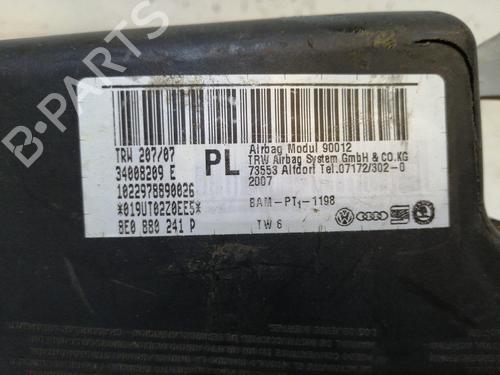 B-PARTS
TRW 207/07
34008209 E
1022978890026
*019UT02Z0EE5*
8E0 880 241 P
PL
Airbag Modul 90012
TRW Airbag System GmbH & CO.KG
73553 Alfdorf Tel.07172/302-0
2007
BAM-PT1-1198
TW 6